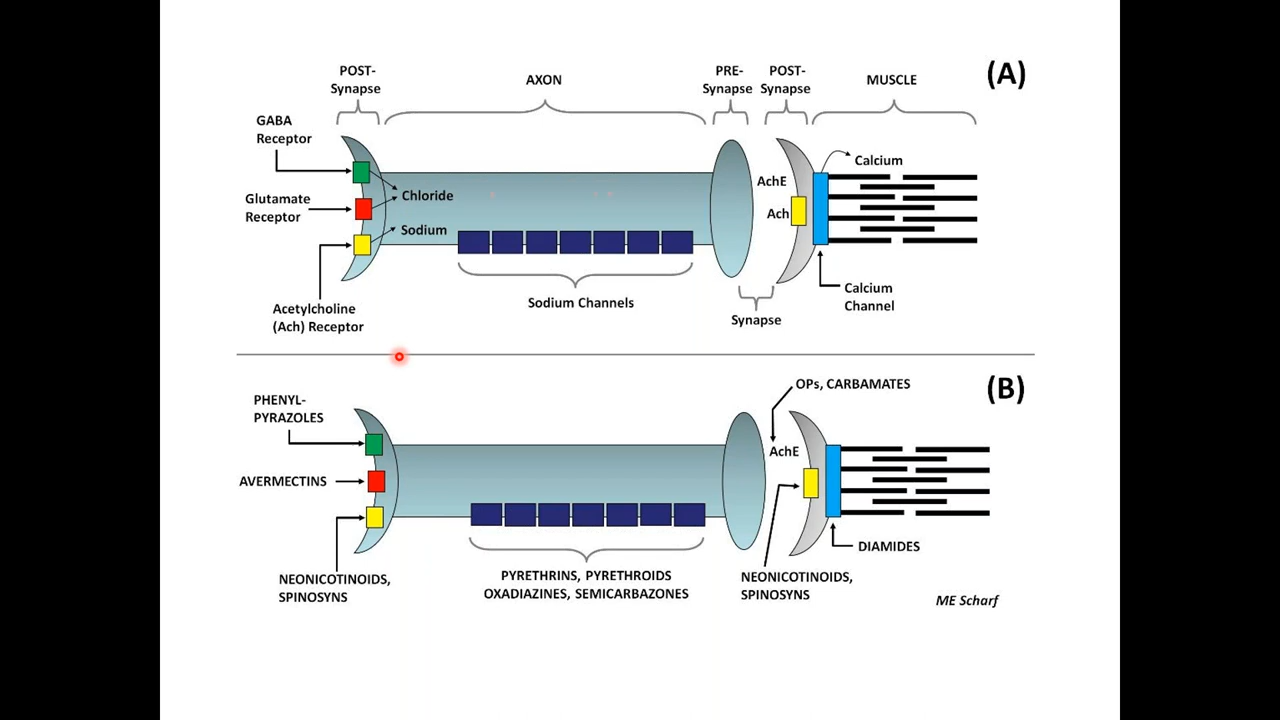 (A)
POST-
Synapse
AXON
PRE-
Synapse
POST-
Synapse
MUSCLE
GABA
Receptor
Glutamate
Receptor
Chloride
Sodium
Acetylcholine
(Ach) Receptor
Sodium Channels
AchE
Ach
Synapse
Calcium
Calcium
Channel
(B)
PHENYL-
PYRAZOLES
AVERMECTINS
NEONICOTINOIDS,
SPINOSYNS
PYRETHRINS, PYRETHROIDS
OXADIAZINES, SEMICARBAZONES
OPs, CARBAMATES
AchE
NEONICOTINOIDS,
SPINOSYNS
DIAMIDES
ME Scharf